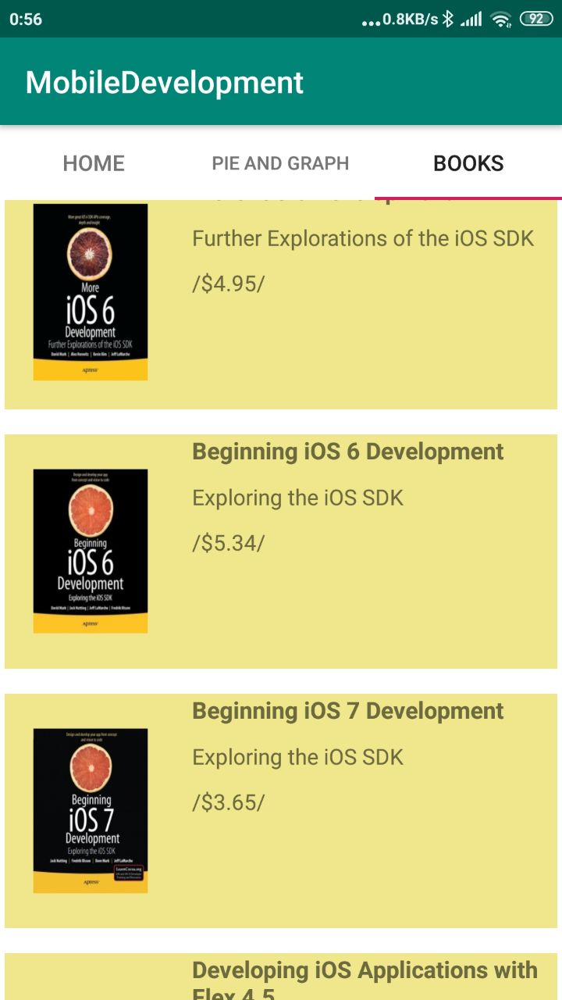 0:56
...0.8KB/s
92
MobileDevelopment
HOME
PIE AND GRAPH
BOOKS
More great iOS 6 SDK APIs coverage,
depth and insight
More
iOS 6
Development
Further Explorations of the iOS SDK
David Mark | Alex Horovitz | Kevin Kim | Jeff LaMarche
Apress
Further Explorations of the iOS SDK
/$4.95/
Design and develop your app
from concept and vision to code
Beginning
iOS 6
Development
Exploring the iOS SDK
David Mark | Jack Nutting | Jeff LaMarche | Fredrik Olsson
Apress
Beginning iOS 6 Development
Exploring the iOS SDK
/$5.34/
Design and develop your app from concept
and vision to code
Beginning
iOS 7
Development
Exploring the iOS SDK
Jack Nutting | Fredrik Olsson | Dave Mark | Jeff LaMarche
LearnCocoa.org
Apress
Beginning iOS 7 Development
Exploring the iOS SDK
/$3.65/
Developing iOS Applications with
Flex 4.5